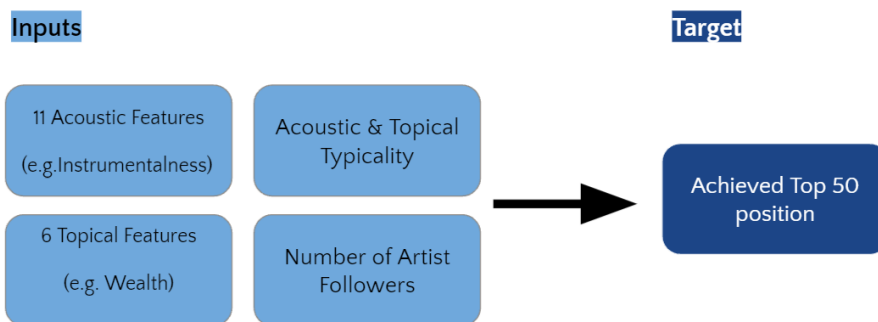 Inputs
Target
11 Acoustic Features
(e.g.Instrumentalness)
Acoustic & Topical
Typicality
6 Topical Features
(e.g. Wealth)
Number of Artist
Followers
Achieved Top 50
position